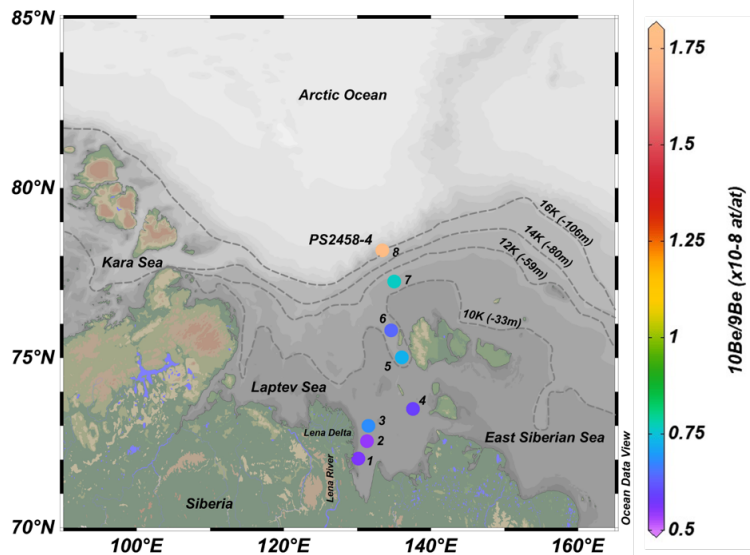 85°N
80°N
75°N
70°N
100°E
120°E
140°E
160°E
Arctic Ocean
16K (-106m)
14K (-80m)
12K (-59m)
PS2458-4
8
Kara Sea
7
10K (-33m)
6
5
Laptev Sea
4
3
Lena Delta
2
East Siberian Sea
1
Lena River
Siberia
Ocean Data View
1.75
1.5
1.25
1
0.75
0.5
10Be/9Be (x10-8 at/at)